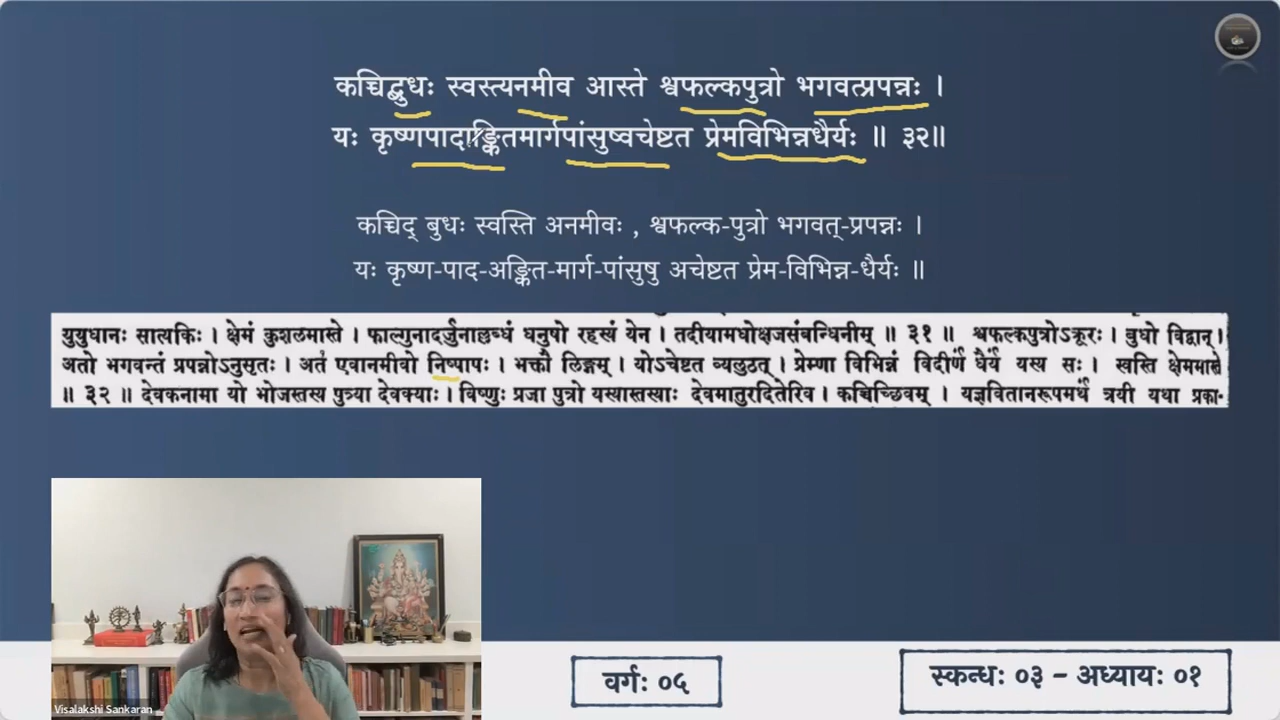 कच्चिद्बुधः स्वस्त्यनमीव आस्ते श्वफल्कपुत्रो भगवत्प्रपन्नः ।
यः कृष्णपादाङ्कितमार्गपांसुष्वचेष्टत प्रेमविभिन्नधैर्यः ॥ ३२॥
कच्चिद् बुधः स्वस्ति अनमीवः , श्वफल्क-पुत्रो भगवत्-प्रपन्नः ।
यः कृष्ण-पाद-अङ्कित-मार्ग-पांसुषु अचेष्टत प्रेम-विभिन्न-धैर्यः ॥
युयुधानः सात्यकिः । क्षेमं कुशलमास्ते । फाल्गुनादर्जुनाल्लब्धं धनुषो रहस्यं येन । तदीयामधोक्षजसंबन्धिनीम् ॥ ३१ ॥ श्वफल्कपुत्रोऽक्रूरः । बुधो विद्वान् ।
अतो भगवन्तं प्रपन्नोऽनुसृतः । अत एवानमीवो निष्पापः । भक्तौ लिङ्गम् । योऽचेष्टत व्यलुठत् । प्रेम्णा विभिन्नं विदीर्णं धैर्यं यस्य सः । स्वस्ति क्षेममास्ते
॥ ३२ ॥ देवकनामा यो भोजस्तस्य पुत्र्या देवक्याः । विष्णुः प्रजा पुत्रो यस्यास्तस्याः देवमातुरदितेरिव । कच्चिच्छिवम् । यज्ञवितानरूपमर्थं त्रयी यथा प्रका-
Visalakshi Sankaran
वर्गः ०५
स्कन्धः ०३ – अध्यायः ०१